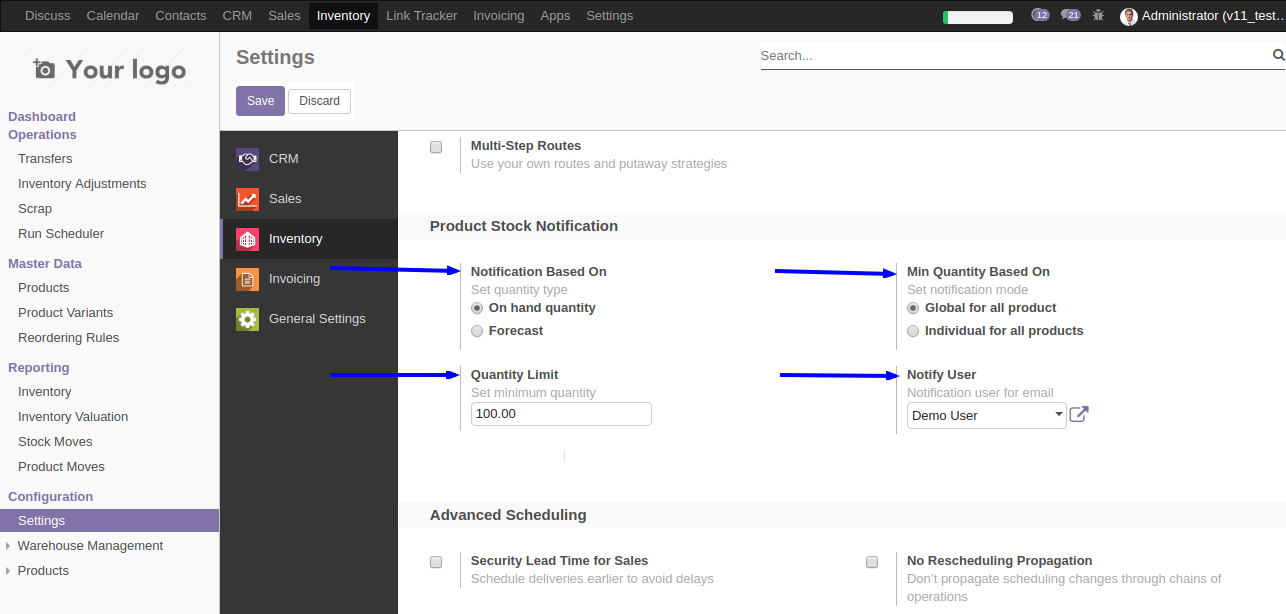 Discuss Calendar Contacts CRM Sales Inventory Link Tracker Invoicing Apps Settings 12 21 Administrator (v11_test...
Your logo
Dashboard
Operations
Transfers
Inventory Adjustments
Scrap
Run Scheduler
Master Data
Products
Product Variants
Reordering Rules
Reporting
Inventory
Inventory Valuation
Stock Moves
Product Moves
Configuration
Settings
Warehouse Management
Products
Settings
Search...
Save Discard
CRM
Sales
Inventory
Invoicing
General Settings
Multi-Step Routes
Use your own routes and putaway strategies
Product Stock Notification
Notification Based On
Set quantity type
On hand quantity
Forecast
Min Quantity Based On
Set notification mode
Global for all product
Individual for all products
Quantity Limit
Set minimum quantity
100.00
Notify User
Notification user for email
Demo User
Advanced Scheduling
Security Lead Time for Sales
Schedule deliveries earlier to avoid delays
No Rescheduling Propagation
Don't propagate scheduling changes through chains of
operations